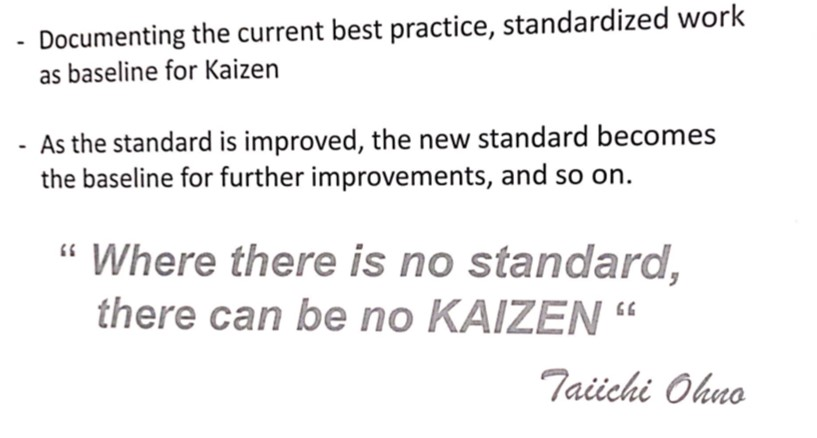 - Documenting the current best practice, standardized work
as baseline for Kaizen
- As the standard is improved, the new standard becomes
the baseline for further improvements, and so on.
“ Where there is no standard,
there can be no KAIZEN “
Taiichi Ohno